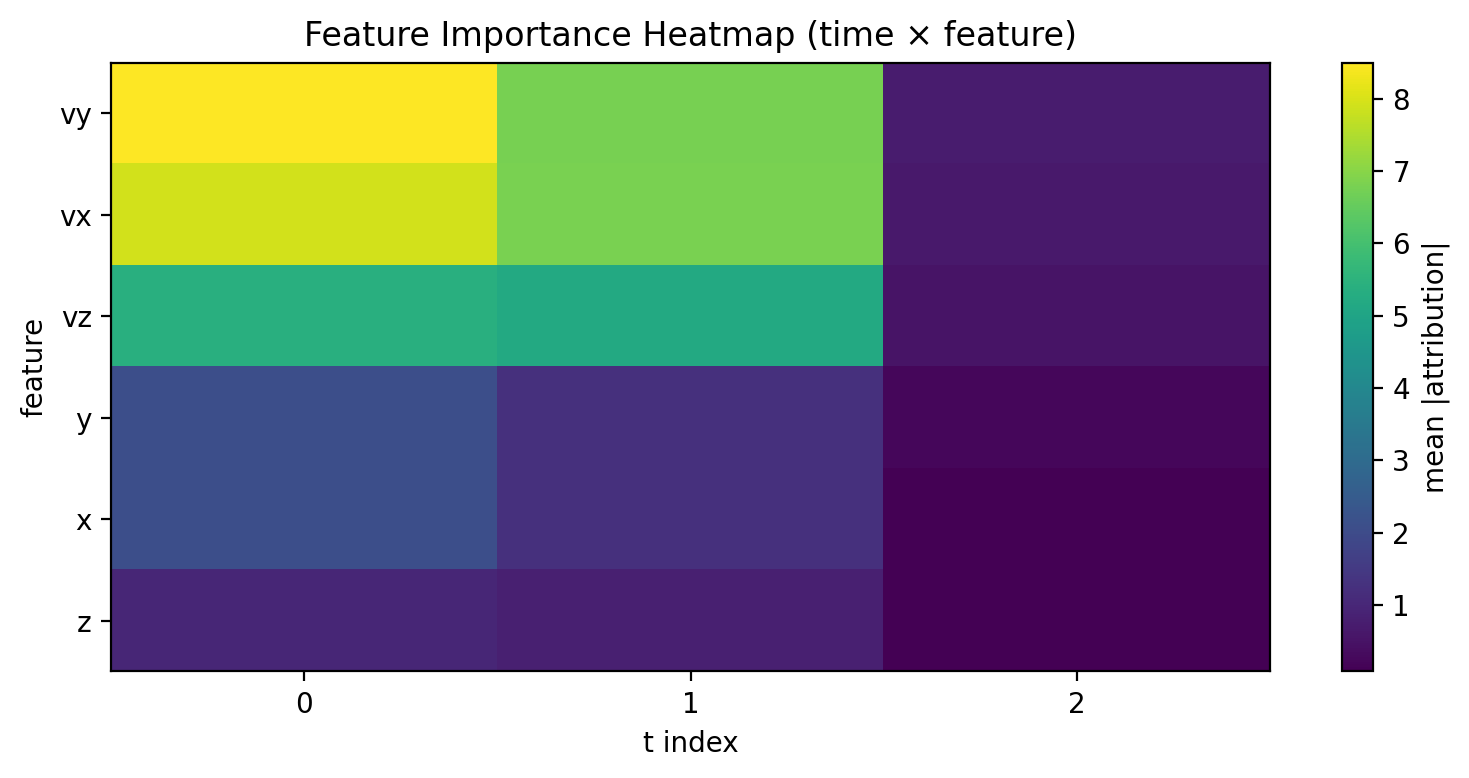 Feature Importance Heatmap (time × feature)
feature
vy
vx
vz
y
x
z
0
1
2
t index
8
7
6
5
4
3
2
1
mean |attribution|